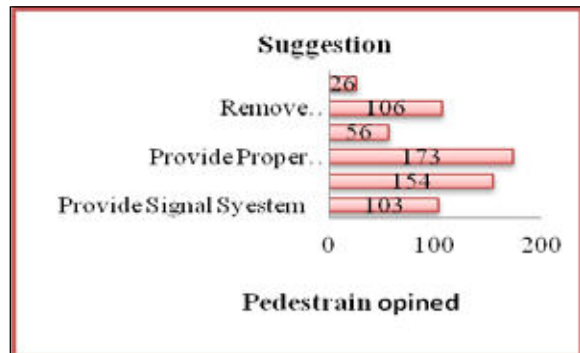 Suggestion
26
Remove ..
106
56
Provide Proper ..
173
154
Provide Signal Syestem
103
0 100 200
Pedestrain opined